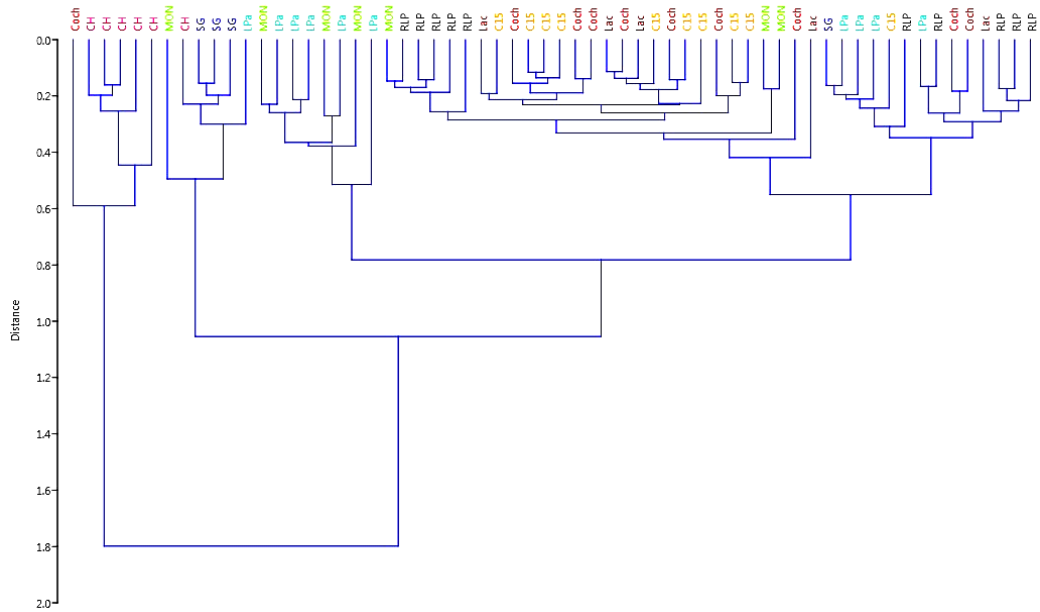 Coch
CH
CH
CH
CH
CH
MON
CH
SG
SG
SG
LPa
MON
LPa
LPa
LPa
MON
LPa
MON
LPa
MON
RLP
RLP
RLP
RLP
RLP
Lac
C15
Coch
C15
C15
C15
Coch
Coch
Lac
Coch
Lac
C15
Coch
C15
C15
Coch
C15
C15
MON
MON
Coch
Lac
SG
LPa
LPa
LPa
C15
RLP
LPa
RLP
Coch
Coch
Lac
RLP
RLP
RLP
0.0
0.2
0.4
0.6
0.8
1.0
1.2
1.4
1.6
1.8
2.0
Distance